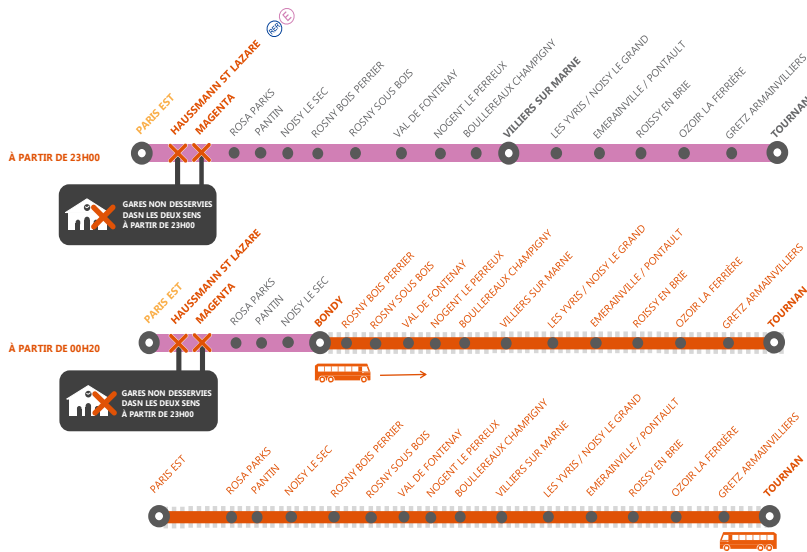 RER E
PARIS EST
HAUSSMANN ST LAZARE
MAGENTA
ROSA PARKS
PANTIN
NOISY LE SEC
ROSNY BOIS PERRIER
ROSNY SOUS BOIS
VAL DE FONTENAY
NOGENT LE PERREUX
BOULLEREAUX CHAMPIGNY
VILLIERS SUR MARNE
LES YVRIS / NOISY LE GRAND
EMERAINVILLE / PONTAULT
ROISSY EN BRIE
OZOIR LA FERRIÈRE
GRETZ ARMAINVILLIERS
TOURNAN
À PARTIR DE 23H00
GARES NON DESSERVIES
DASN LES DEUX SENS
À PARTIR DE 23H00
PARIS EST
HAUSSMANN ST LAZARE
MAGENTA
ROSA PARKS
PANTIN
NOISY LE SEC
BONDY
ROSNY BOIS PERRIER
ROSNY SOUS BOIS
VAL DE FONTENAY
NOGENT LE PERREUX
BOULLEREAUX CHAMPIGNY
VILLIERS SUR MARNE
LES YVRIS / NOISY LE GRAND
EMERAINVILLE / PONTAULT
ROISSY EN BRIE
OZOIR LA FERRIÈRE
GRETZ ARMAINVILLIERS
TOURNAN
À PARTIR DE 00H20
GARES NON DESSERVIES
DASN LES DEUX SENS
À PARTIR DE 23H00
PARIS EST
ROSA PARKS
PANTIN
NOISY LE SEC
ROSNY BOIS PERRIER
ROSNY SOUS BOIS
VAL DE FONTENAY
NOGENT LE PERREUX
BOULLEREAUX CHAMPIGNY
VILLIERS SUR MARNE
LES YVRIS / NOISY LE GRAND
EMERAINVILLE / PONTAULT
ROISSY EN BRIE
OZOIR LA FERRIÈRE
GRETZ ARMAINVILLIERS
TOURNAN